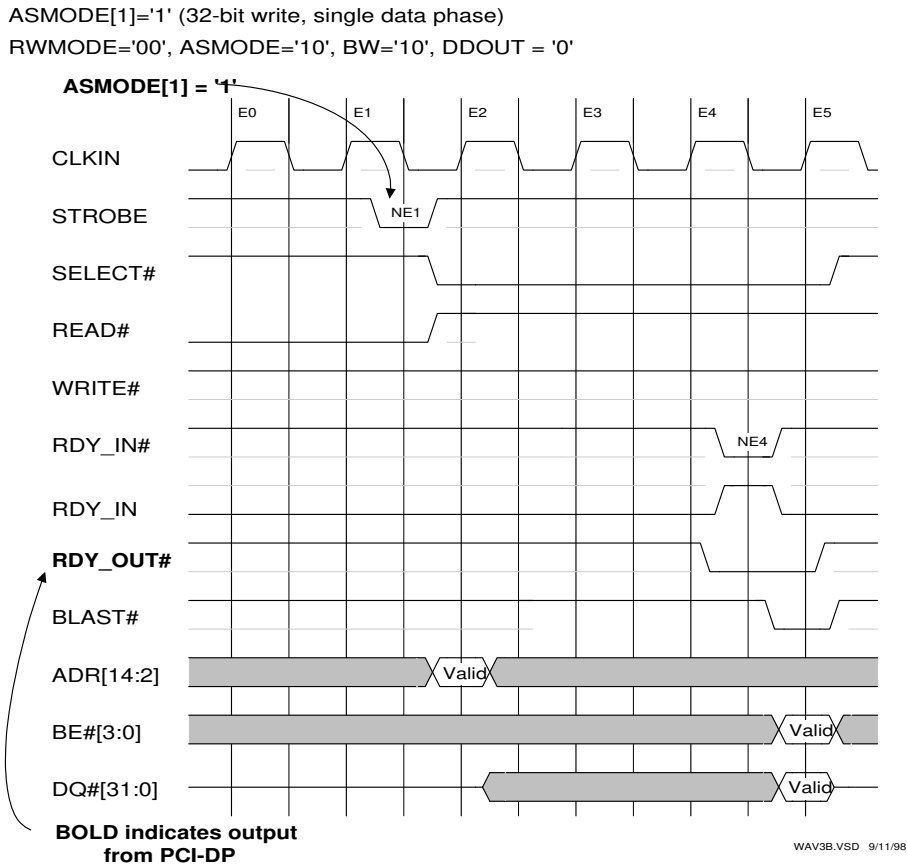 ASMODE[1]='1' (32-bit write, single data phase)
RWMODE='00', ASMODE='10', BW='10', DDOUT = '0'
ASMODE[1] = '1'
E0 E1 E2 E3 E4 E5
CLKIN
STROBE NE1
SELECT#
READ#
WRITE#
RDY_IN# NE4
RDY_IN
RDY_OUT#
BLAST#
ADR[14:2] Valid
BE#[3:0] Valid
DQ#[31:0] Valid
BOLD indicates output
from PCI-DP
WAV3B.VSD 9/11/98